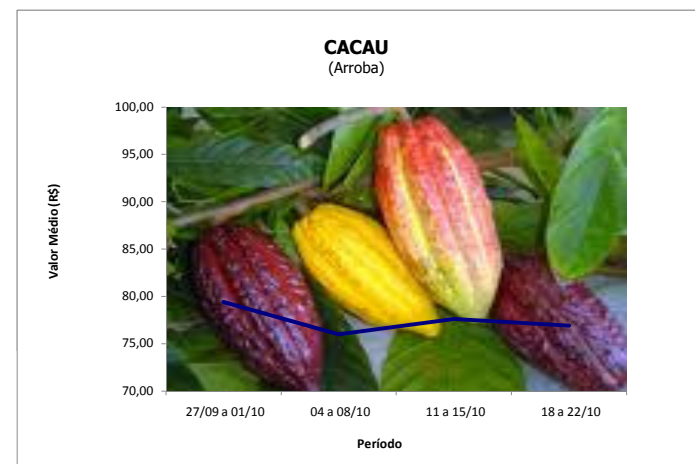 CACAU
(Arroba)
100,00
95,00
90,00
85,00
80,00
75,00
70,00
Valor Médio (R$)
27/09 a 01/10 04 a 08/10 11 a 15/10 18 a 22/10
Período